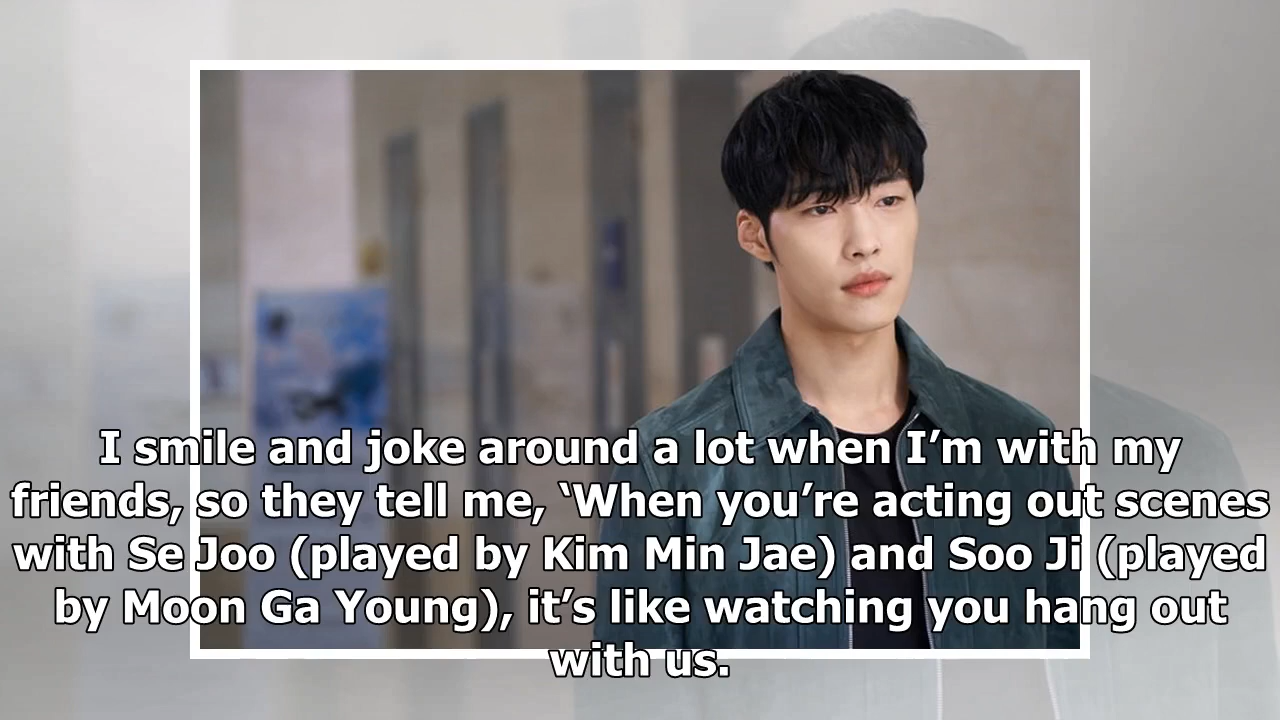 I smile and joke around a lot when I’m with my
friends, so they tell me, ‘When you’re acting out scenes
with Se Joo (played by Kim Min Jae) and Soo Ji (played
by Moon Ga Young), it’s like watching you hang out
with us.